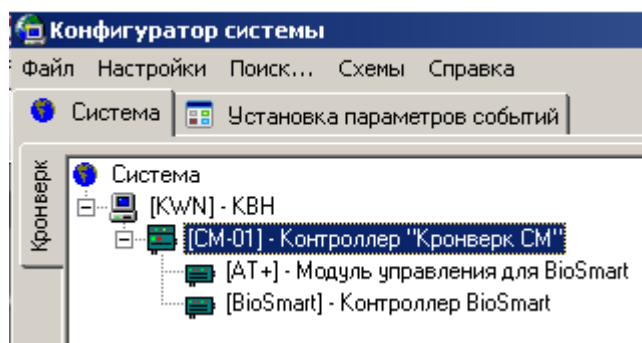 Конфигуратор системы
Файл Настройки Поиск... Схемы Справка
Система Установка параметров событий
Кронверк
Система
[KWN] - КВН
[CM-01] - Контроллер "Кронверк СМ"
[AT+] - Модуль управления для BioSmart
[BioSmart] - Контроллер BioSmart